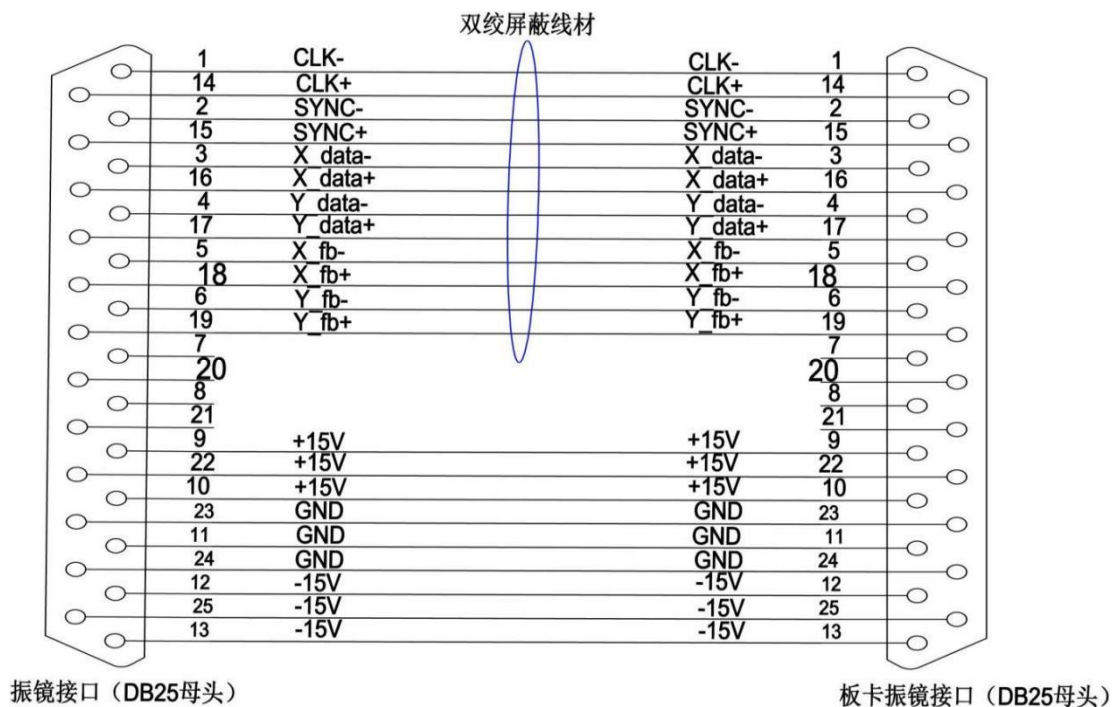 双绞屏蔽线材
1 CLK- CLK- 1
14 CLK+ CLK+ 14
2 SYNC- SYNC- 2
15 SYNC+ SYNC+ 15
3 X_data- X_data- 3
16 X_data+ X_data+ 16
4 Y_data- Y_data- 4
17 Y_data+ Y_data+ 17
5 X_fb- X_fb- 5
18 X_fb+ X_fb+ 18
6 Y_fb- Y_fb- 6
19 Y_fb+ Y_fb+ 19
7 7
20 20
8 8
21 21
9 +15V +15V 9
22 +15V +15V 22
10 +15V +15V 10
23 GND GND 23
11 GND GND 11
24 GND GND 24
12 -15V -15V 12
25 -15V -15V 25
13 -15V -15V 13
振镜接口（DB25母头） 板卡振镜接口（DB25母头）